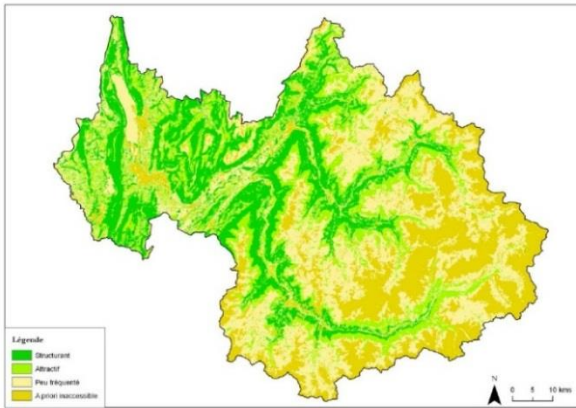 Légende
Structurant
Attractif
Peu fréquenté
A priori inaccessible
N
0 5 10 kms